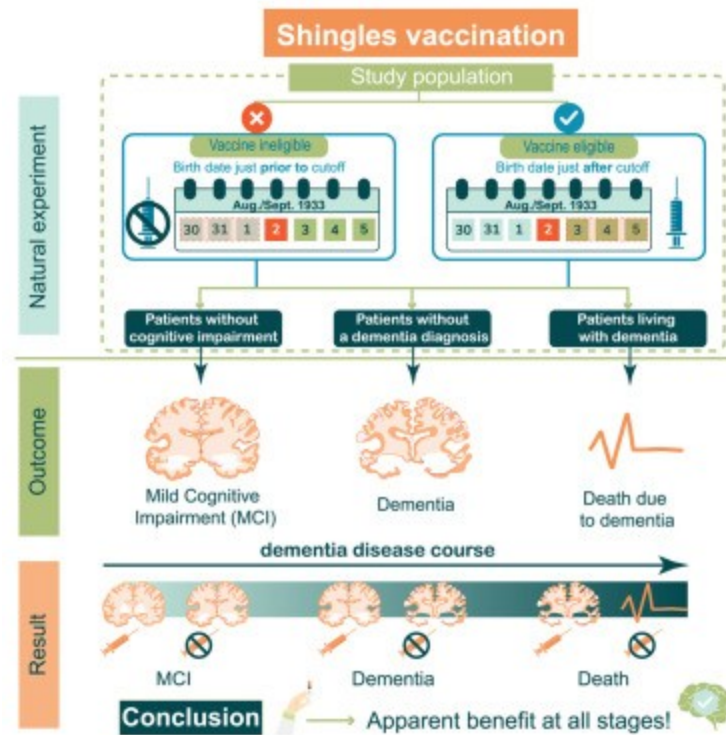 Shingles vaccination
Study population
Natural experiment
Vaccine ineligible
Birth date just prior to cutoff
Aug./Sept. 1933
30 31 1 2 3 4 5
Vaccine eligible
Birth date just after cutoff
Aug./Sept. 1933
30 31 1 2 3 4 5
Patients without
cognitive impairment
Patients without
a dementia diagnosis
Patients living
with dementia
Outcome
Mild Cognitive
Impairment (MCI)
Dementia
Death due
to dementia
Result
dementia disease course
MCI
Dementia
Death
Conclusion
Apparent benefit at all stages!